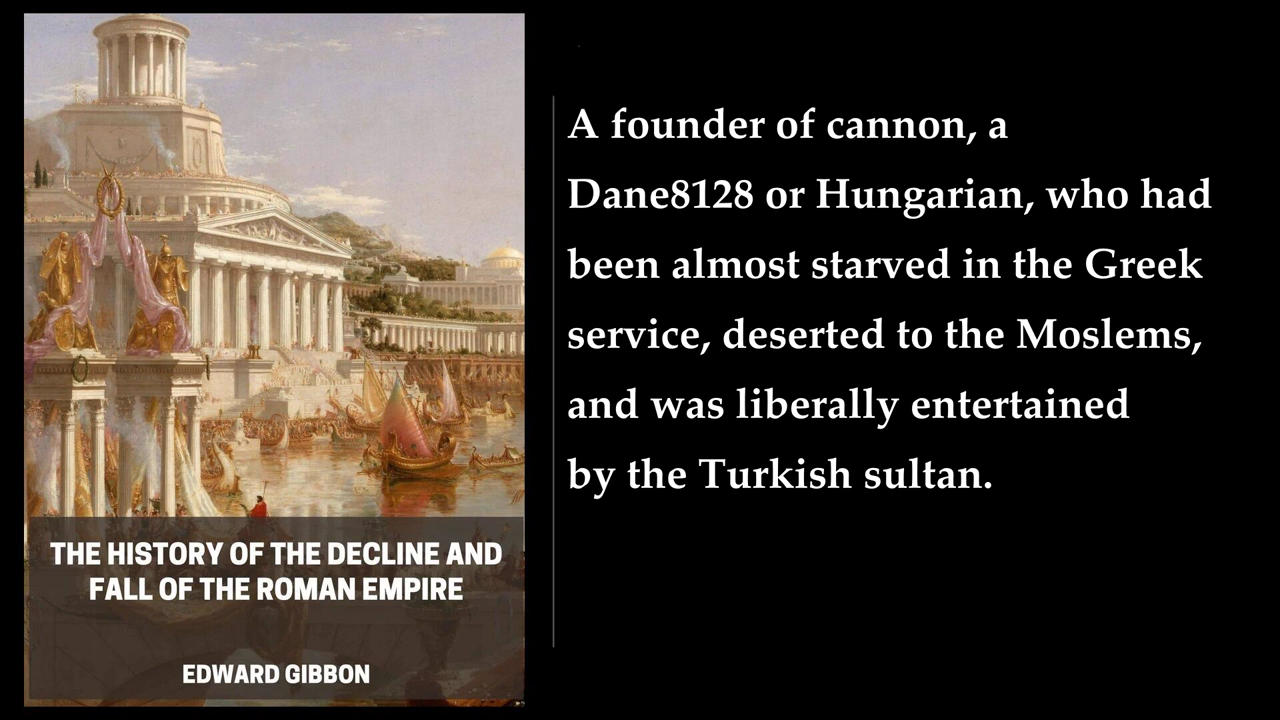 A founder of cannon, a
Dane8128 or Hungarian, who had
been almost starved in the Greek
service, deserted to the Moslems,
and was liberally entertained
by the Turkish sultan.
THE HISTORY OF THE DECLINE AND
FALL OF THE ROMAN EMPIRE
EDWARD GIBBON